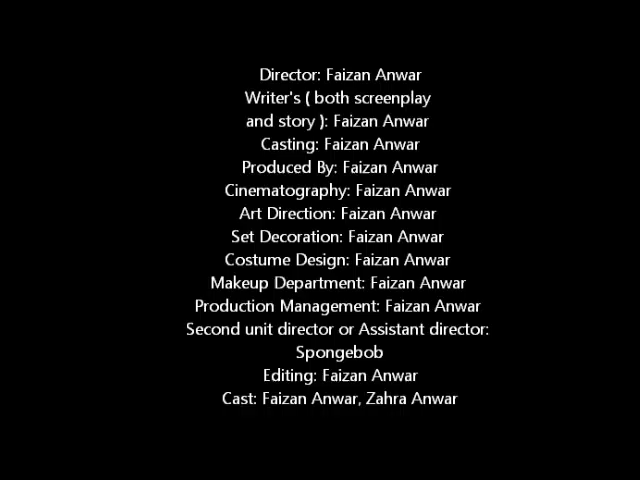 Director: Faizan Anwar
Writer's ( both screenplay
and story ): Faizan Anwar
Casting: Faizan Anwar
Produced By: Faizan Anwar
Cinematography: Faizan Anwar
Art Direction: Faizan Anwar
Set Decoration: Faizan Anwar
Costume Design: Faizan Anwar
Makeup Department: Faizan Anwar
Production Management: Faizan Anwar
Second unit director or Assistant director:
Spongebob
Editing: Faizan Anwar
Cast: Faizan Anwar, Zahra Anwar